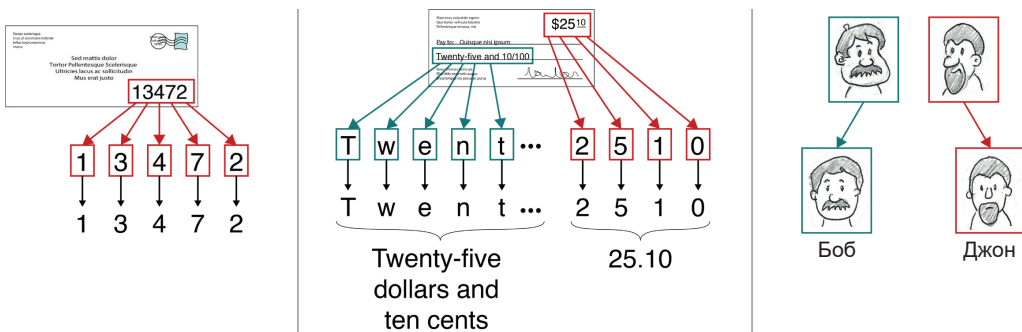 Sed mattis dolor
Tortor Pellentesque Scelerisque
Ultricies lacus ac sollicitudin
Mus erat justo
13472
1 3 4 7 2
1 3 4 7 2
$25 10
Pay to: Quisque nisi ipsum
Twenty-five and 10/100
T w e n t ... 2 5 1 0
T w e n t ... 2 5 1 0
Twenty-five
dollars and
ten cents
25.10
Боб
Джон